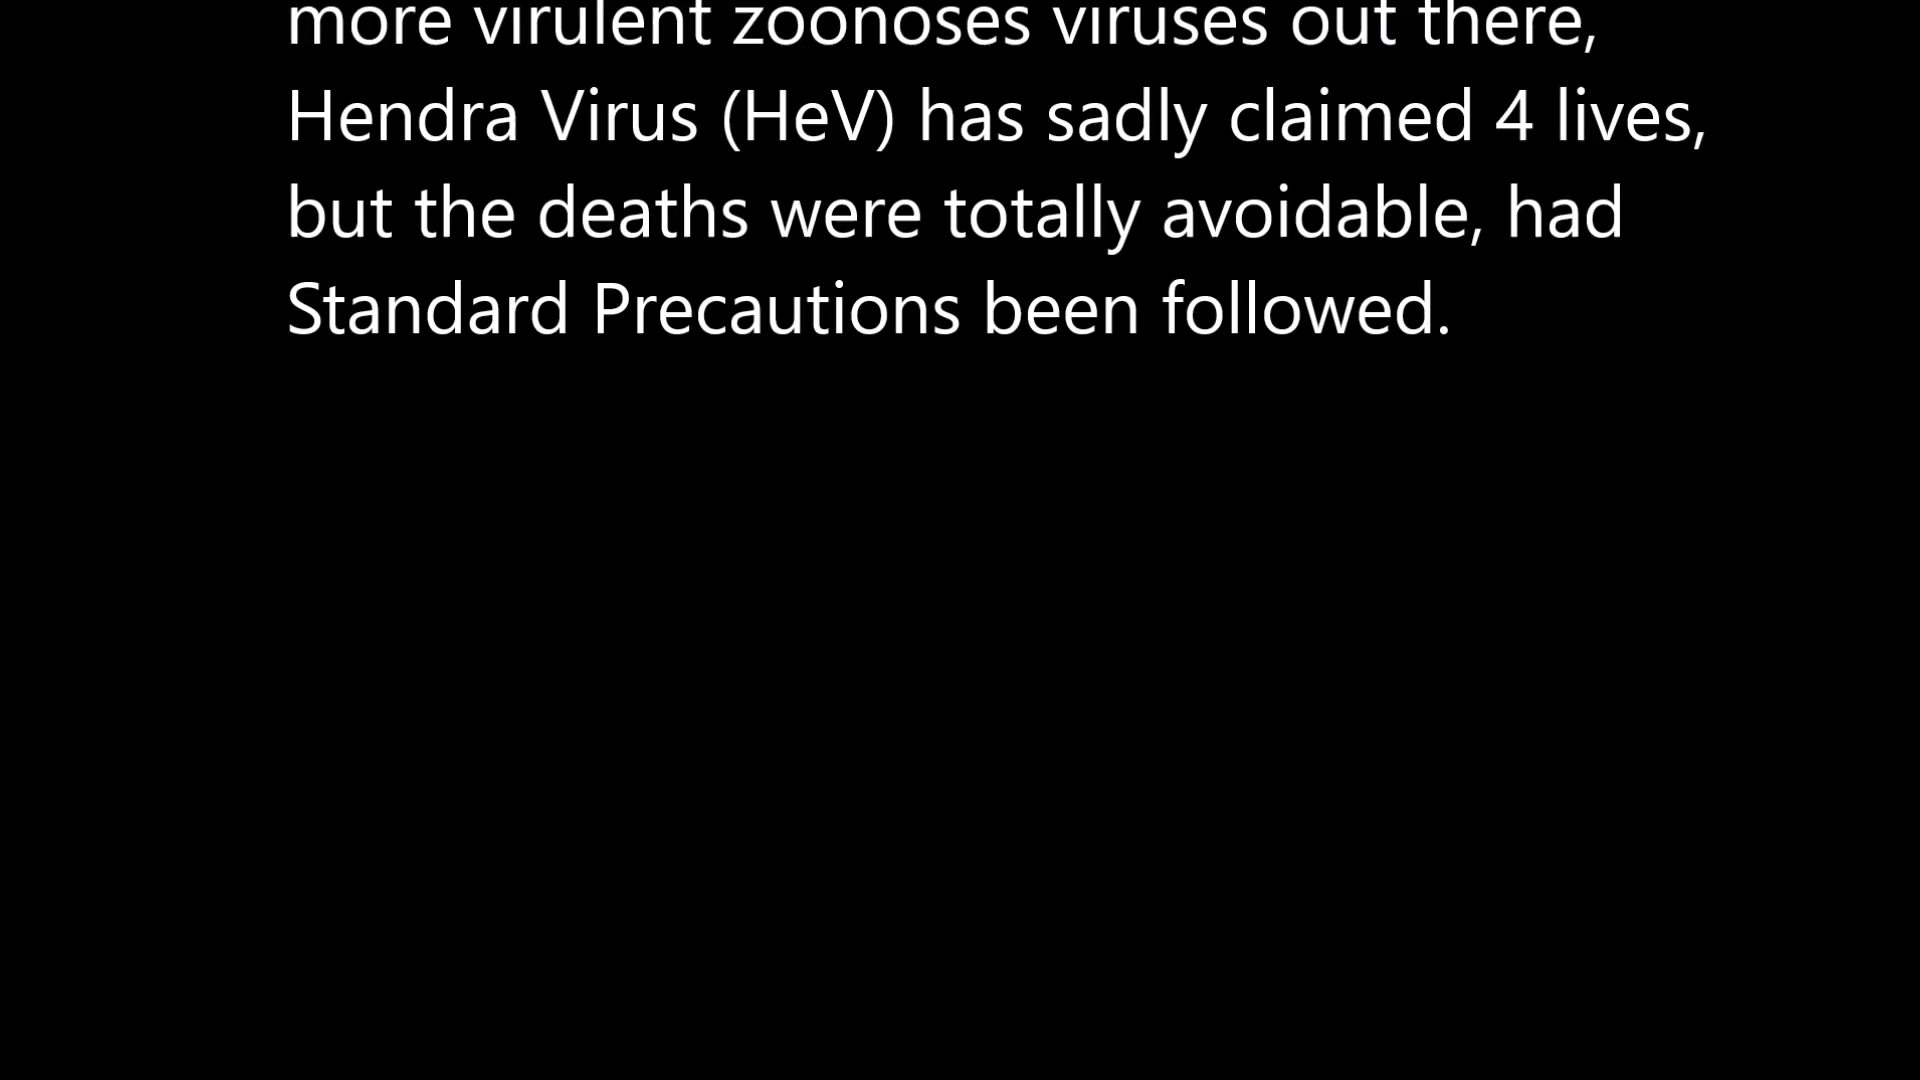 more virulent zoonoses viruses out there,
Hendra Virus (HeV) has sadly claimed 4 lives,
but the deaths were totally avoidable, had
Standard Precautions been followed.